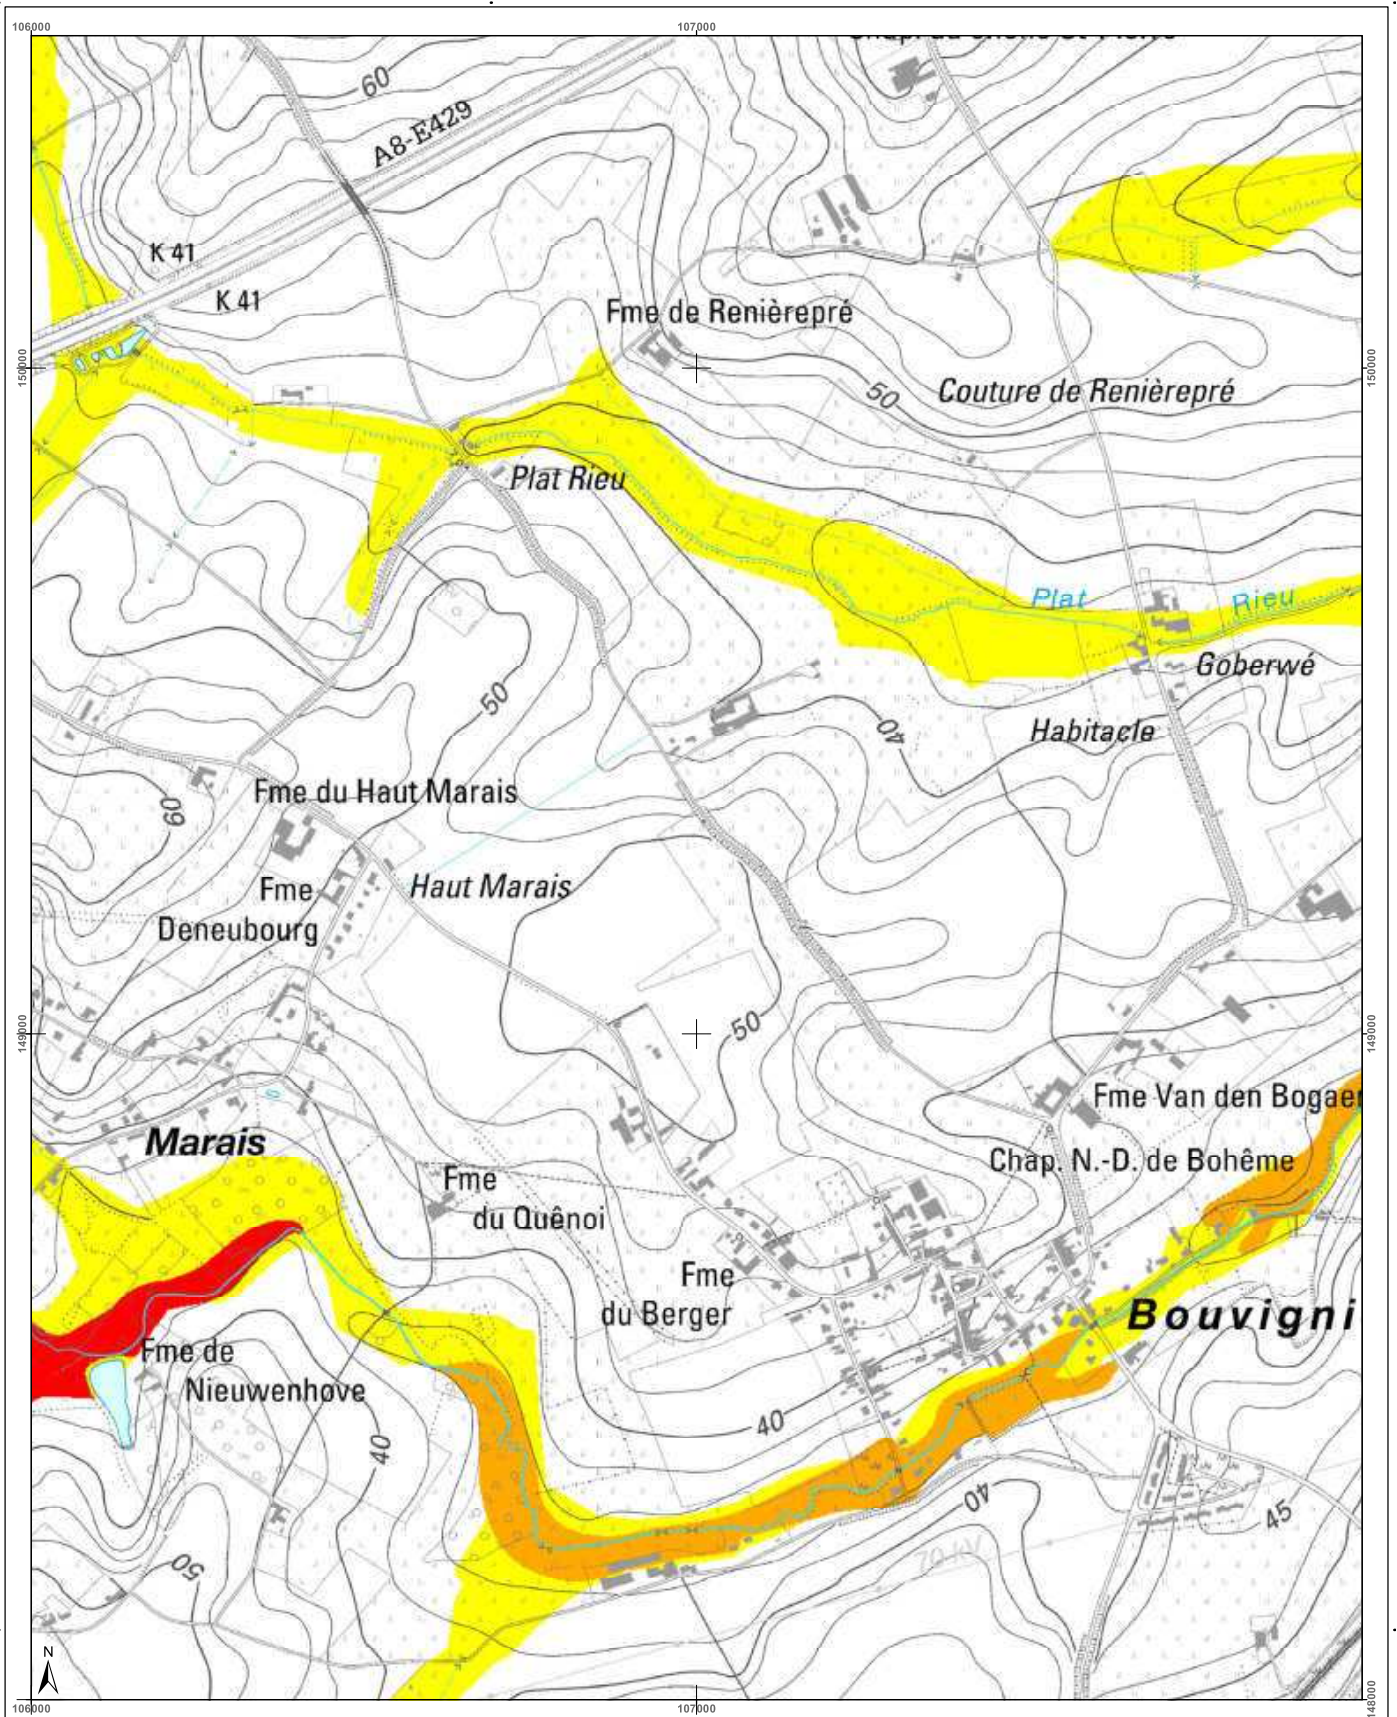 106000
107000
60
A8-E429
K 41
K 41
Fme de Renièrepré
150000
150000
50
Couture de Renièrepré
Plat Rieu
Plat Rieu
Goberwé
50
40
Habitacle
Fme du Haut Marais
60
Fme
Haut Marais
Deneubourg
50
149000
149000
Fme Van den Bogaer
Marais
Chap. N.-D. de Bohême
Fme
du Quênoi
Fme
du Berger
Bouvigni
Fme de
Nieuwenhove
40
40
40
45
70 kV
50
N
106000
107000
148000